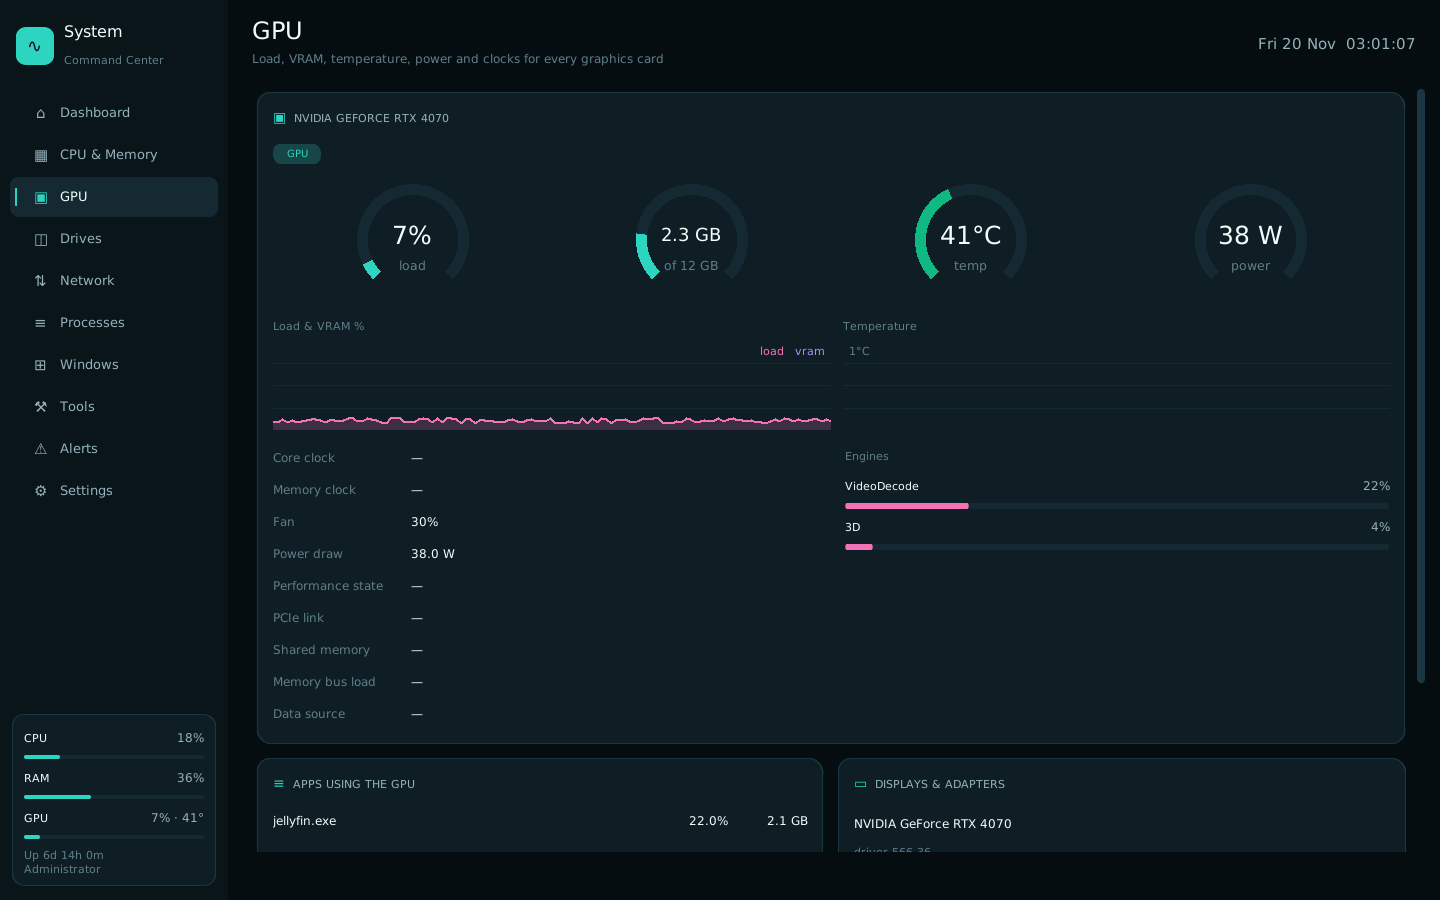 System
Command Center
Dashboard
CPU & Memory
GPU
Drives
Network
Processes
Windows
Tools
Alerts
Settings
CPU 18%
RAM 36%
GPU 7% · 41°
Up 6d 14h 0m
Administrator
GPU
Load, VRAM, temperature, power and clocks for every graphics card
Fri 20 Nov 03:01:07
NVIDIA GEFORCE RTX 4070
GPU
7%
load
2.3 GB
of 12 GB
41°C
temp
38 W
power
Load & VRAM %
load vram
Temperature
1°C
Core clock —
Memory clock —
Fan 30%
Power draw 38.0 W
Performance state —
PCIe link —
Shared memory —
Memory bus load —
Data source —
Engines
VideoDecode 22%
3D 4%
APPS USING THE GPU
jellyfin.exe 22.0% 2.1 GB
DISPLAYS & ADAPTERS
NVIDIA GeForce RTX 4070
driver 566.36